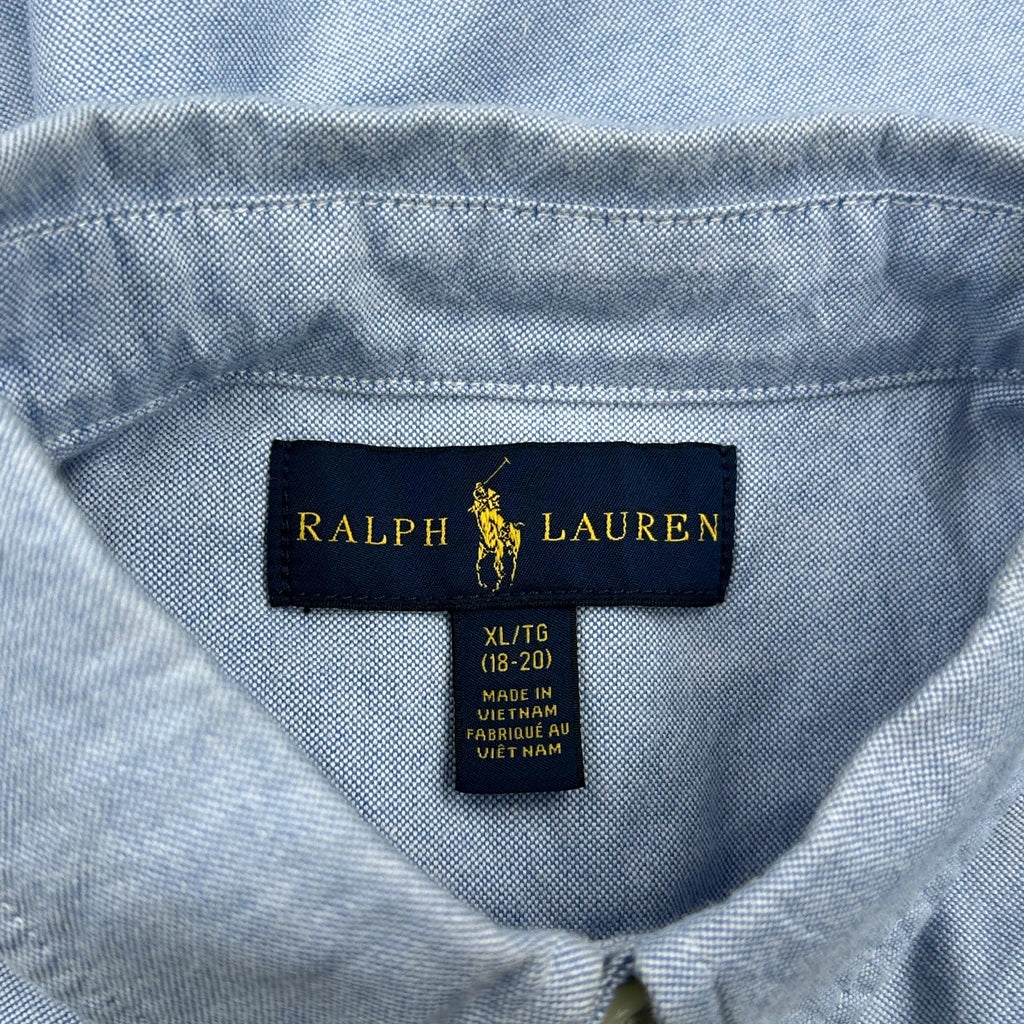 RALPH LAUREN
XL/TG
(18-20)
MADE IN
VIETNAM
FABRIQUÉ AU
VIÊT NAM